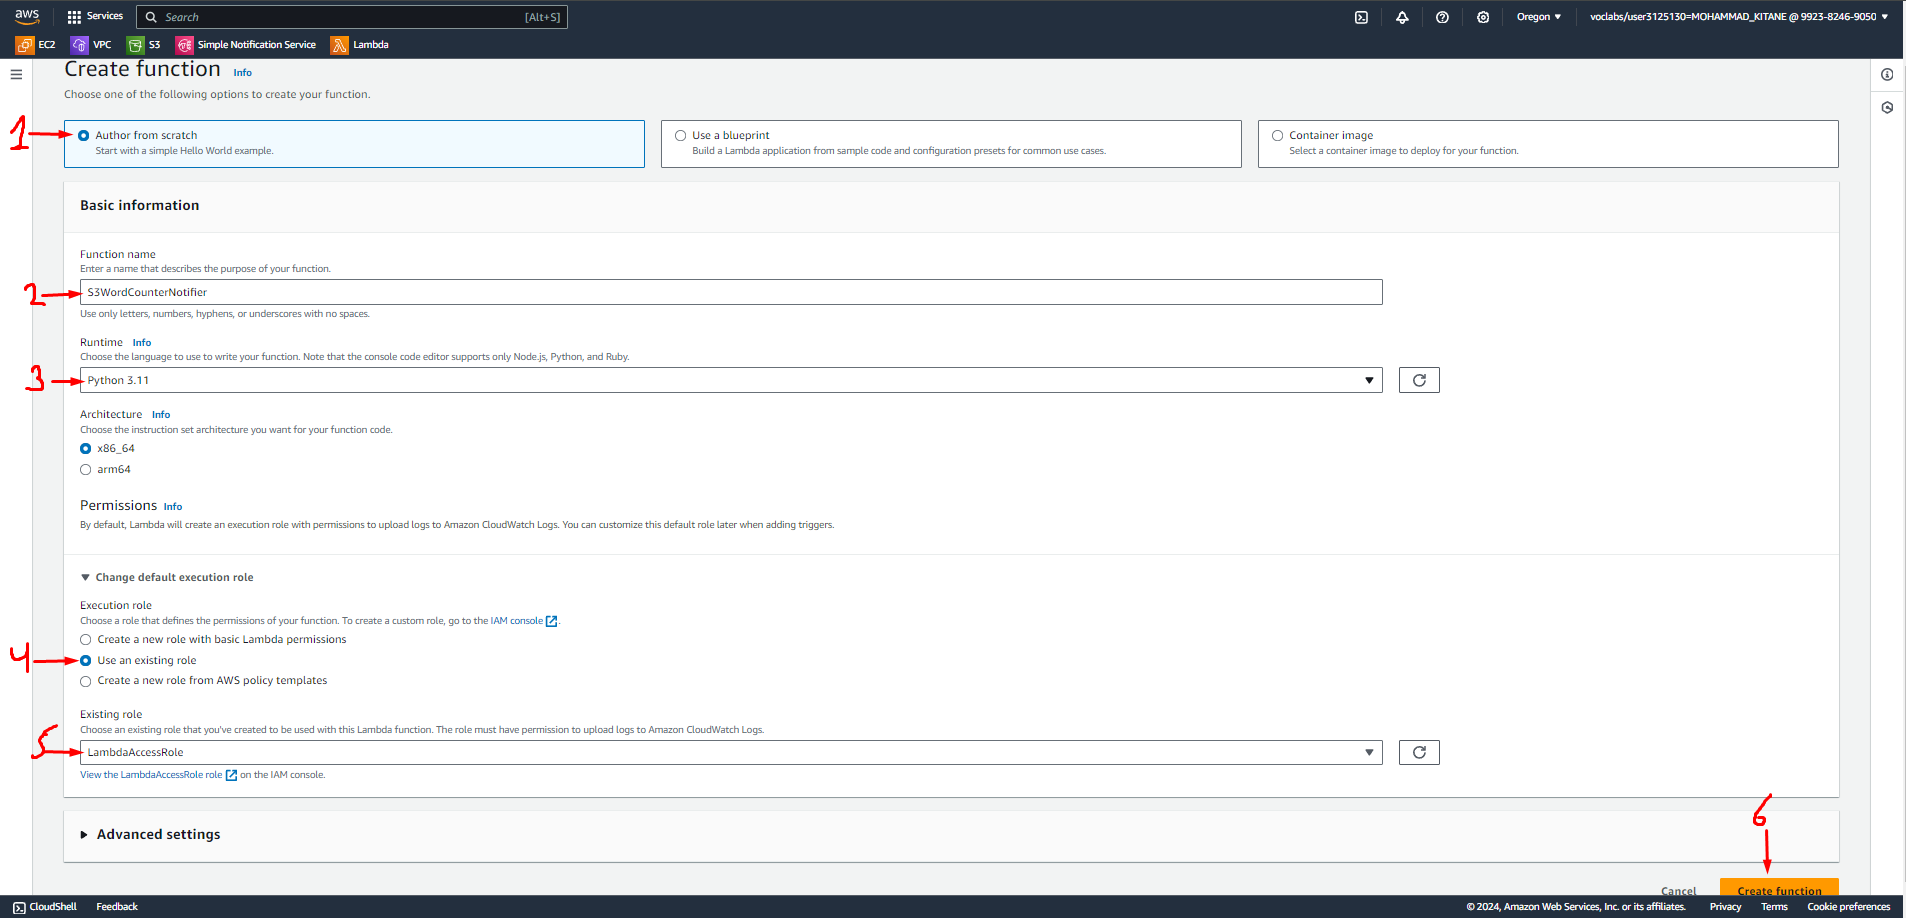 aws Services Search [Alt+S] Oregon voclabs/user3125130=MOHAMMAD_KITANE @ 9923-8246-9050
EC2 VPC S3 Simple Notification Service Lambda
Create function Info
Choose one of the following options to create your function.
1
Author from scratch
Start with a simple Hello World example.
Use a blueprint
Build a Lambda application from sample code and configuration presets for common use cases.
Container image
Select a container image to deploy for your function.
Basic information
Function name
Enter a name that describes the purpose of your function.
2 S3WordCounterNotifier
Use only letters, numbers, hyphens, or underscores with no spaces.
Runtime Info
Choose the language to use to write your function. Note that the console code editor supports only Node.js, Python, and Ruby.
3 Python 3.11
Architecture Info
Choose the instruction set architecture you want for your function code.
x86_64
arm64
Permissions Info
By default, Lambda will create an execution role with permissions to upload logs to Amazon CloudWatch Logs. You can customize this default role later when adding triggers.
Change default execution role
Execution role
Choose a role that defines the permissions of your function. To create a custom role, go to the IAM console.
Create a new role with basic Lambda permissions
4 Use an existing role
Create a new role from AWS policy templates
Existing role
Choose an existing role that you've created to be used with this Lambda function. The role must have permission to upload logs to Amazon CloudWatch Logs.
5 LambdaAccessRole
View the LambdaAccessRole role on the IAM console.
Advanced settings
6
Cancel Create function
CloudShell Feedback © 2024, Amazon Web Services, Inc. or its affiliates. Privacy Terms Cookie preferences